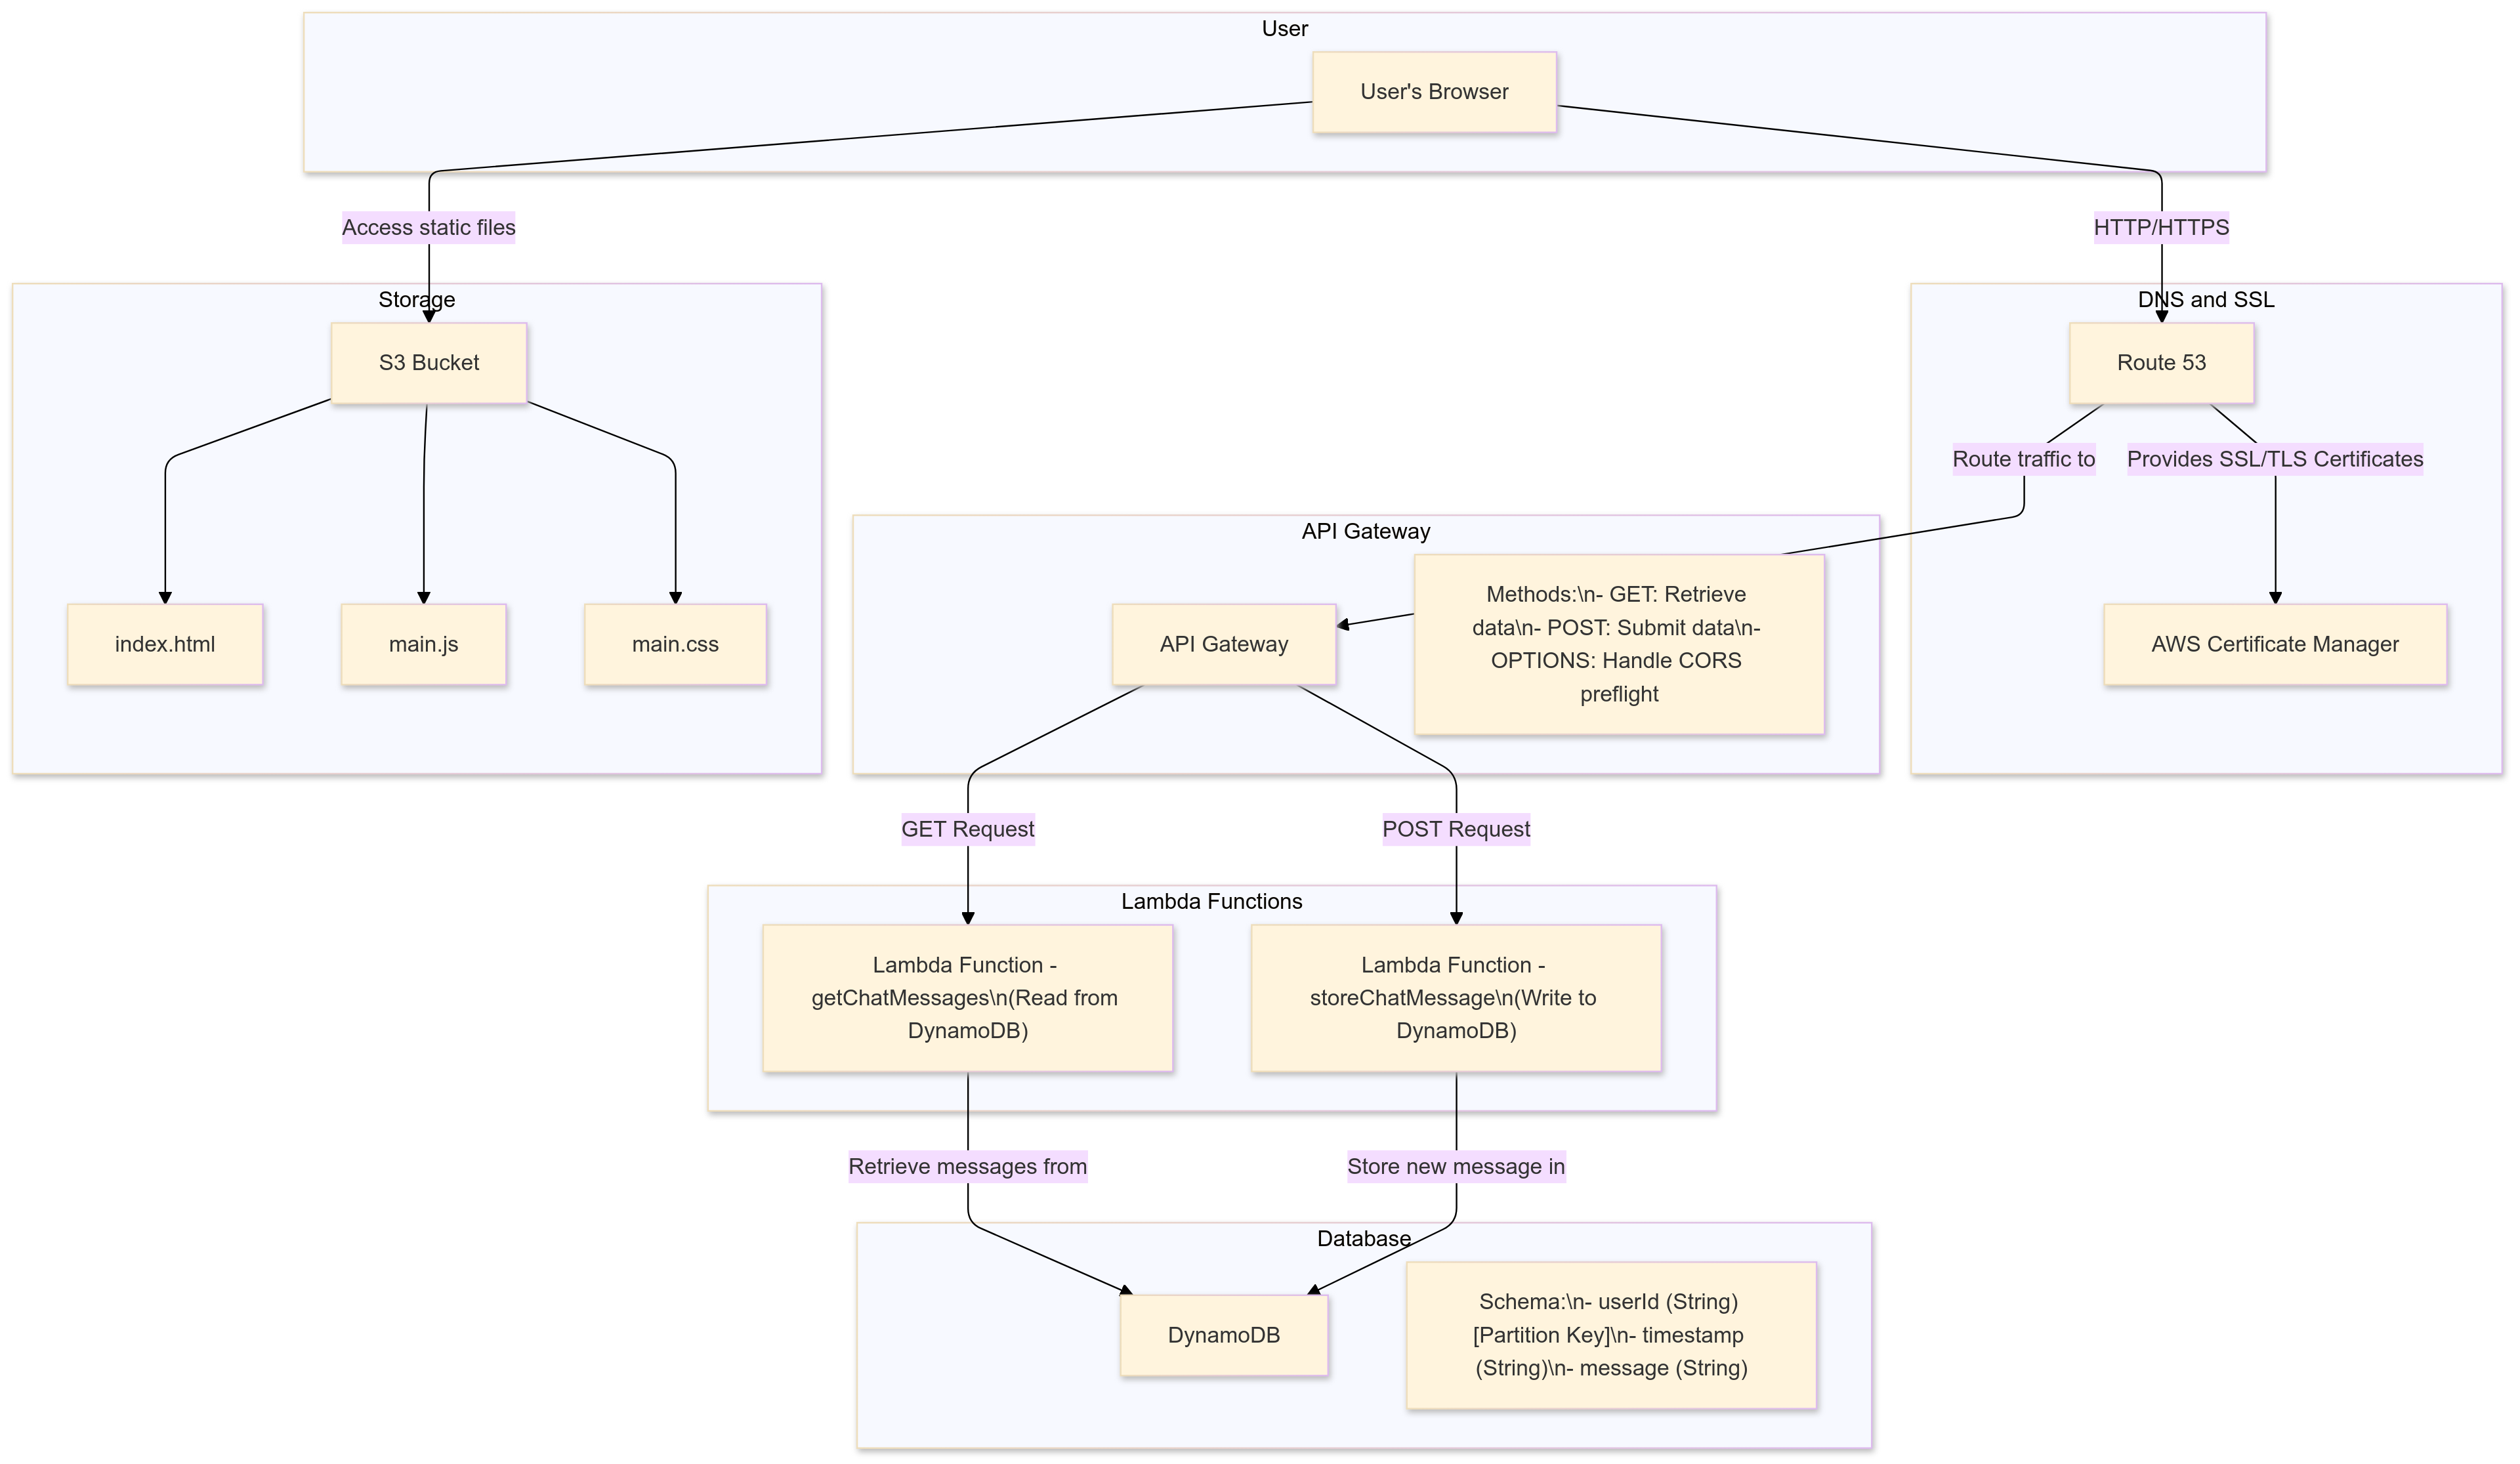 User
User's Browser
Access static files
HTTP/HTTPS
Storage
DNS and SSL
S3 Bucket
Route 53
Route traffic to
Provides SSL/TLS Certificates
API Gateway
Methods:\n- GET: Retrieve
data\n- POST: Submit data\n-
OPTIONS: Handle CORS
preflight
index.html
main.js
main.css
API Gateway
AWS Certificate Manager
GET Request
POST Request
Lambda Functions
Lambda Function -
getChatMessages\n(Read from
DynamoDB)
Lambda Function -
storeChatMessage\n(Write to
DynamoDB)
Retrieve messages from
Store new message in
Database
DynamoDB
Schema:\n- userId (String)
[Partition Key]\n- timestamp
(String)\n- message (String)